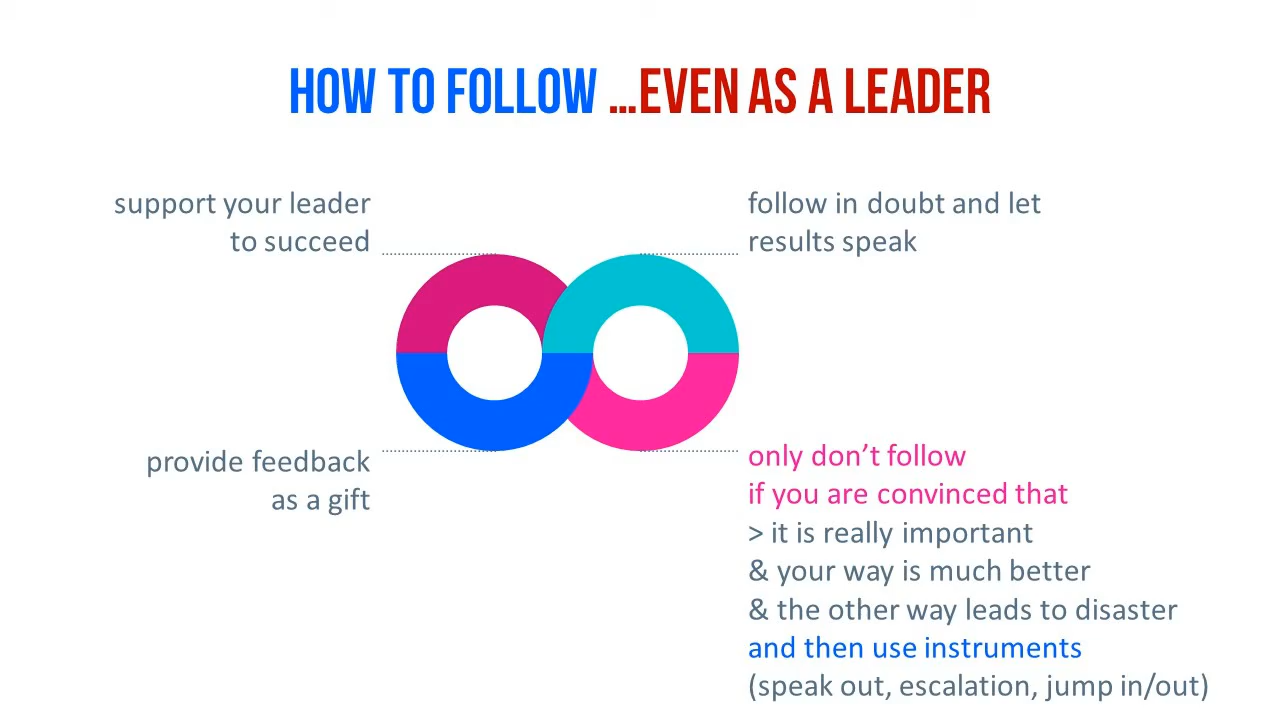 HOW TO FOLLOW ...EVEN AS A LEADER
support your leader
to succeed
follow in doubt and let
results speak
provide feedback
as a gift
only don’t follow
if you are convinced that
> it is really important
& your way is much better
& the other way leads to disaster
and then use instruments
(speak out, escalation, jump in/out)